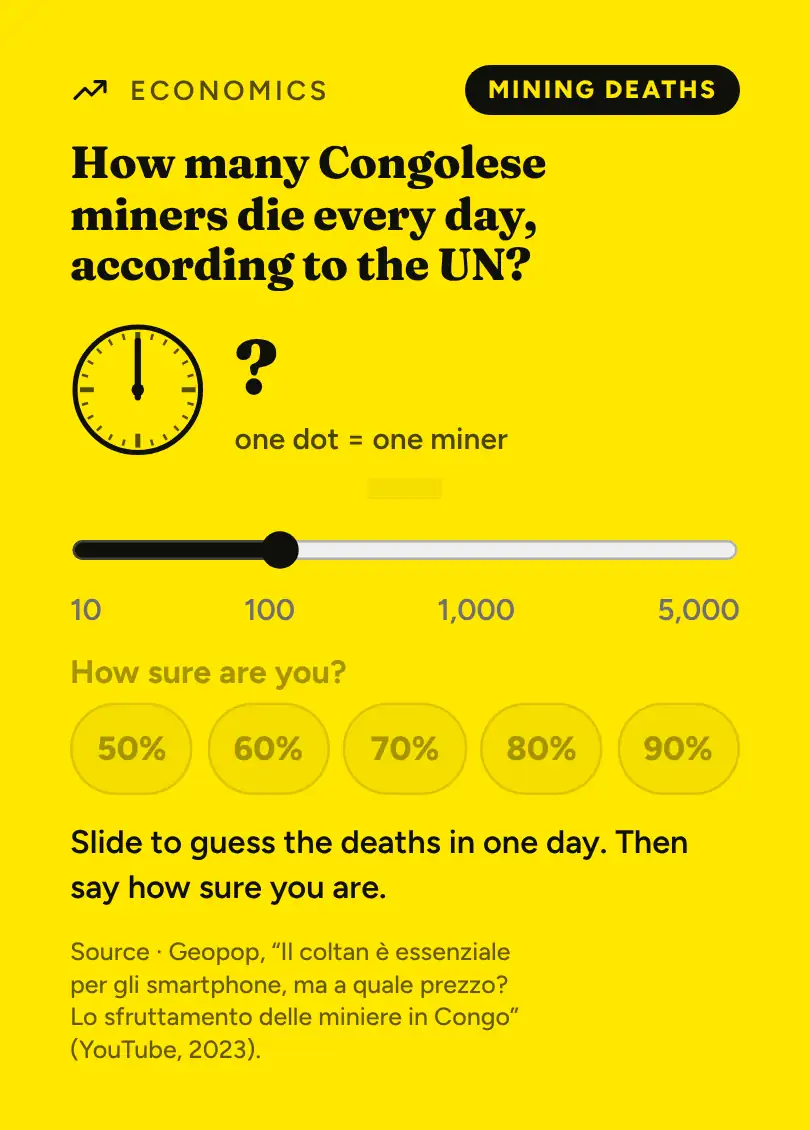 ECONOMICS
MINING DEATHS
How many Congolese
miners die every day,
according to the UN?
?
one dot = one miner
10 100 1,000 5,000
How sure are you?
50% 60% 70% 80% 90%
Slide to guess the deaths in one day. Then
say how sure you are.
Source · Geopop, “Il coltan è essenziale
per gli smartphone, ma a quale prezzo?
Lo sfruttamento delle miniere in Congo”
(YouTube, 2023).